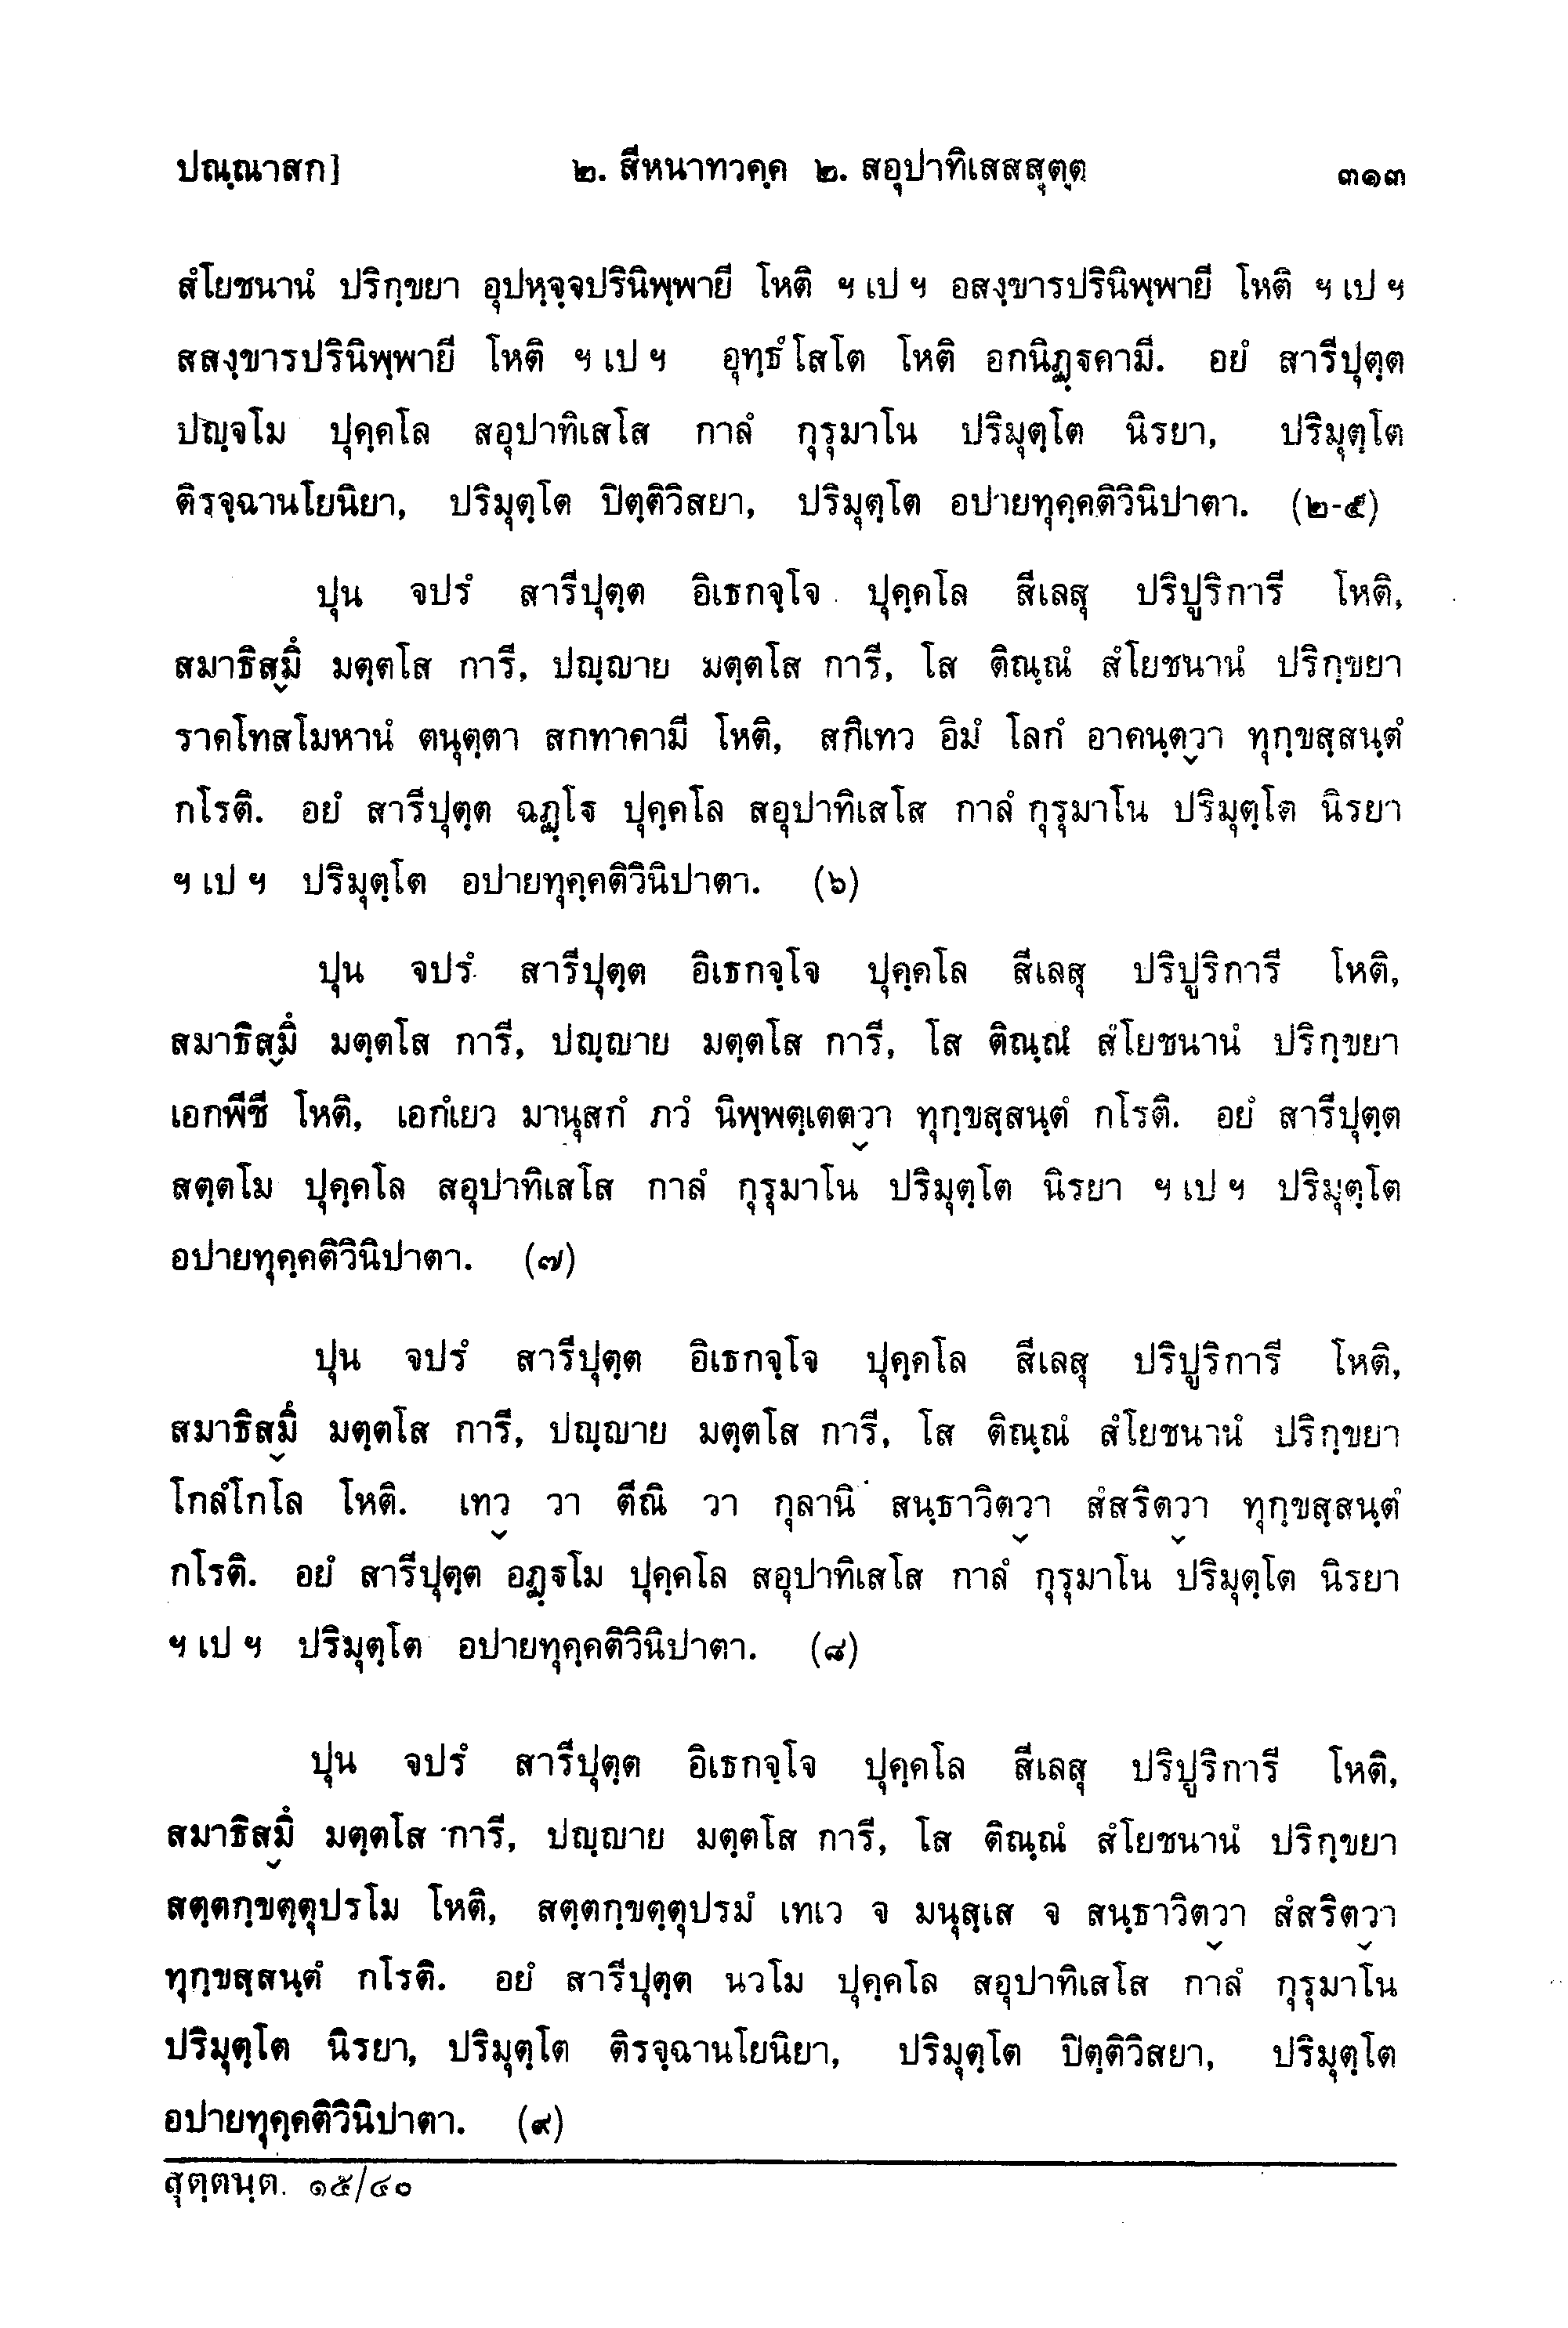 ปณฺณาสก] ๒. สีหนาทวคฺค ๒. สอุปาทิเสสสุตฺต ๓๑๓
สํโยชนานํ ปริกฺขยา อุปหจฺจปรินิพฺพายี โหติ ฯ เป ฯ อสงฺขารปรินิพฺพายี โหติ ฯ เป ฯ
สสงฺขารปรินิพฺพายี โหติ ฯ เป ฯ อุทฺธํโสโต โหติ อกนิฏฺฐคามี. อยํ สารีปุตฺต
ปญฺจโม ปุคฺคโล สอุปาทิเสโส กาลํ กุรุมาโน ปริมุตฺโต นิรยา, ปริมุตฺโต
ติรจฺฉานโยนิยา, ปริมุตฺโต ปิตฺติวิสยา, ปริมุตฺโต อปายทุคฺคติวินิปาตา. (๒-๕)
ปุน จปรํ สารีปุตฺต อิเธกจฺโจ ปุคฺคโล สีเลสุ ปริปูริการี โหติ,
สมาธิสฺมึ๎ มตฺตโส การี, ปญฺญาย มตฺตโส การี, โส ติณฺณํ สํโยชนานํ ปริกฺขยา
ราคโทสโมหานํ ตนุตฺตา สกทาคามี โหติ, สกึเทว อิมํ โลกํ อาคนฺตฺวา๎ ทุกฺขสฺสนฺตํ
กโรติ. อยํ สารีปุตฺต ฉฏฺโฐ ปุคฺคโล สอุปาทิเสโส กาลํ กุรุมาโน ปริมุตฺโต นิรยา
ฯ เป ฯ ปริมุตฺโต อปายทุคฺคติวินิปาตา. (๖)
ปุน จปรํ สารีปุตฺต อิเธกจฺโจ ปุคฺคโล สีเลสุ ปริปูริการี โหติ,
สมาธิสฺมึ๎ มตฺตโส การี, ปญฺญาย มตฺตโส การี, โส ติณฺณํ สํโยชนานํ ปริกฺขยา
เอกพีชี โหติ, เอกํเยว มานุสกํ ภวํ นิพฺพตฺเตตวา๎ ทุกฺขสฺสนฺตํ กโรติ. อยํ สารีปุตฺต
สตฺตโม ปุคฺคโล สอุปาทิเสโส กาลํ กุรุมาโน ปริมุตฺโต นิรยา ฯ เป ฯ ปริมุตฺโต
อปายทุคฺคติวินิปาตา. (๗)
ปุน จปรํ สารีปุตฺต อิเธกจฺโจ ปุคฺคโล สีเลสุ ปริปูริการี โหติ,
สมาธิสมึ๎ มตฺตโส การี, ปญฺญาย มตฺตโส การี, โส ติณฺณํ สํโยชนานํ ปริกฺขยา
โกลํโกโล โหติ. เทว๎ วา ตีณิ วา กุลานิ สนฺธาวิตวา๎ สํสริตวา๎ ทุกฺขสฺสนฺตํ
กโรติ. อยํ สารีปุตฺต อฏฺฐโม ปุคฺคโล สอุปาทิเสโส กาลํ กุรุมาโน ปริมุตฺโต นิรยา
ฯ เป ฯ ปริมุตฺโต อปายทุคฺคติวินิปาตา. (๘)
ปุน จปรํ สารีปุตฺต อิเธกจฺโจ ปุคฺคโล สีเลสุ ปริปูริการี โหติ,
สมาธิสมึ๎ มตฺตโส การี, ปญฺญาย มตฺตโส การี, โส ติณฺณํ สํโยชนานํ ปริกฺขยา
สตฺตกฺขตฺตุปรโม โหติ, สตฺตกฺขตฺตุปรมํ เทเว จ มนุสฺเส จ สนฺธาวิตวา๎ สํสริตวา๎
ทุกฺขสฺสนฺตํ กโรติ. อยํ สารีปุตฺต นวโม ปุคฺคโล สอุปาทิเสโส กาลํ กุรุมาโน
ปริมุตฺโต นิรยา, ปริมุตฺโต ติรจฺฉานโยนิยา, ปริมุตฺโต ปิตฺติวิสยา, ปริมุตฺโต
อปายทุคฺคติวินิปาตา. (๙)
สุตฺตนฺต. ๑๕/๔๐